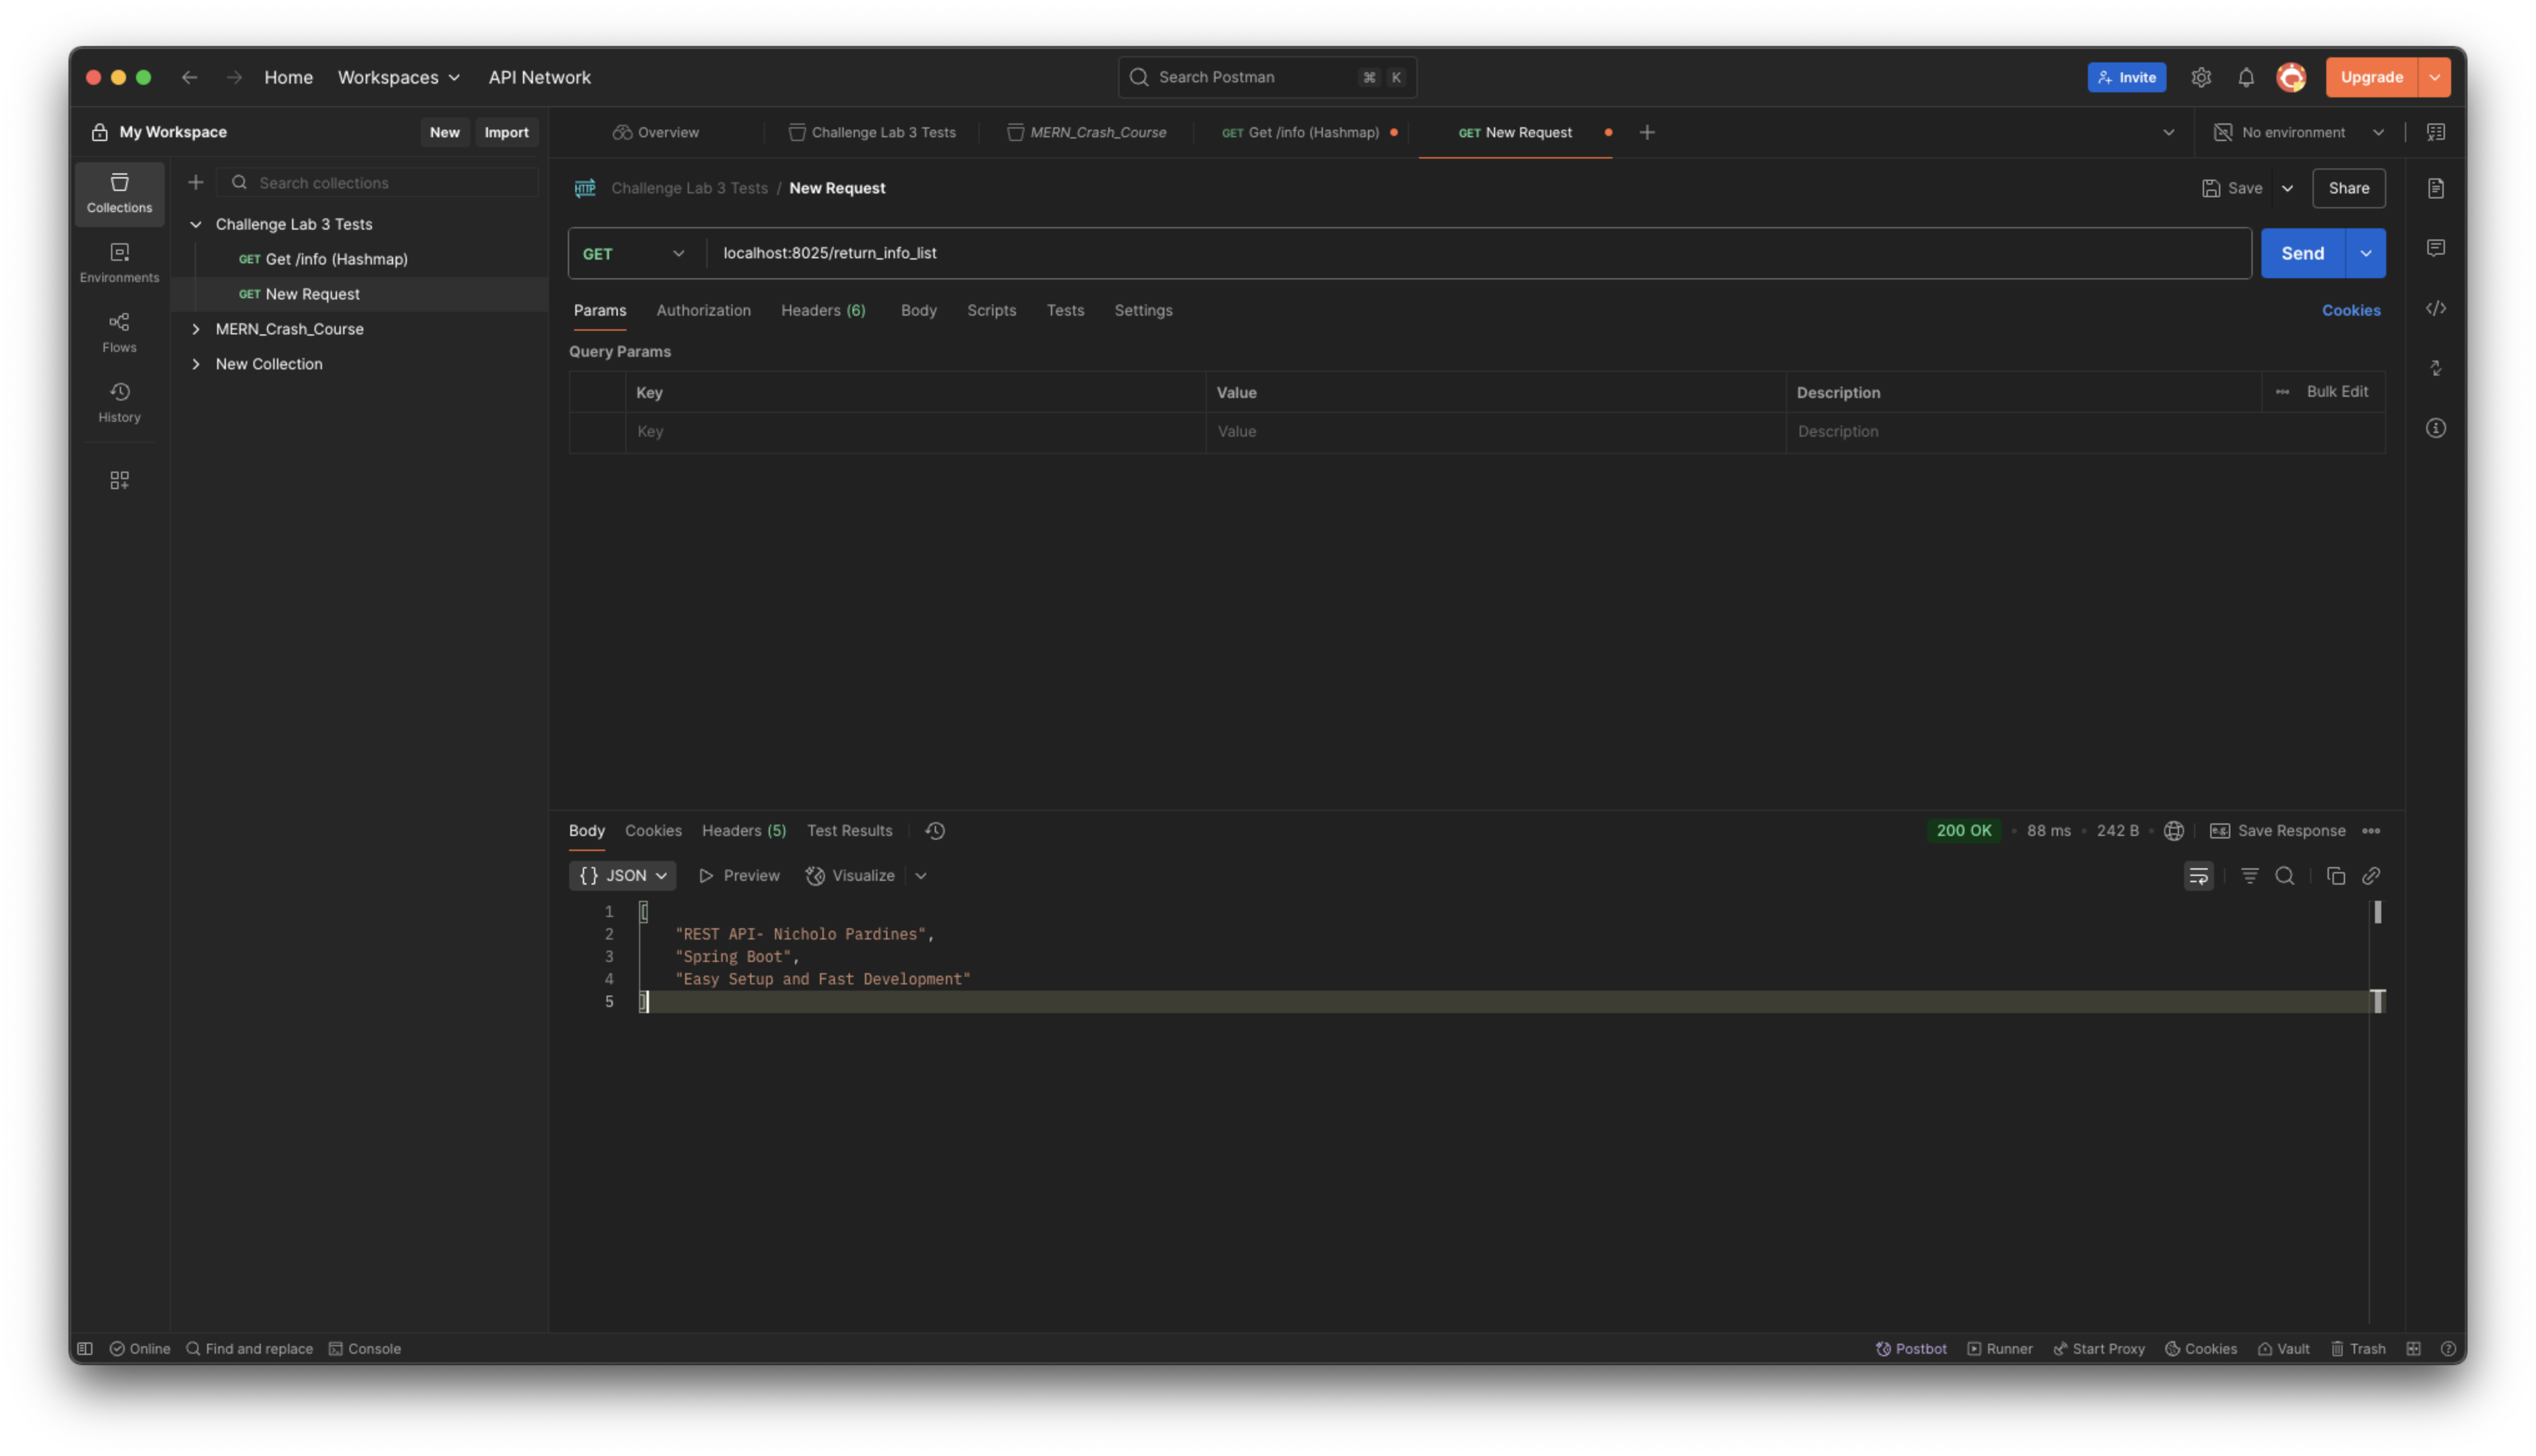 Home Workspaces API Network Search Postman ⌘ K Invite Upgrade
My Workspace New Import Overview Challenge Lab 3 Tests MERN_Crash_Course GET Get /info (Hashmap) GET New Request No environment
Collections
Environments
Flows
History
Search collections
Challenge Lab 3 Tests
GET Get /info (Hashmap)
GET New Request
MERN_Crash_Course
New Collection
HTTP Challenge Lab 3 Tests / New Request Save Share
GET localhost:8025/return_info_list Send
Params Authorization Headers (6) Body Scripts Tests Settings Cookies
Query Params
Key Value Description Bulk Edit
Key Value Description
Body Cookies Headers (5) Test Results 200 OK 88 ms 242 B e.g. Save Response
{} JSON Preview Visualize
1 [
2 "REST API- Nicholo Pardines",
3 "Spring Boot",
4 "Easy Setup and Fast Development"
5 ]
Online Find and replace Console Postbot Runner Start Proxy Cookies Vault Trash